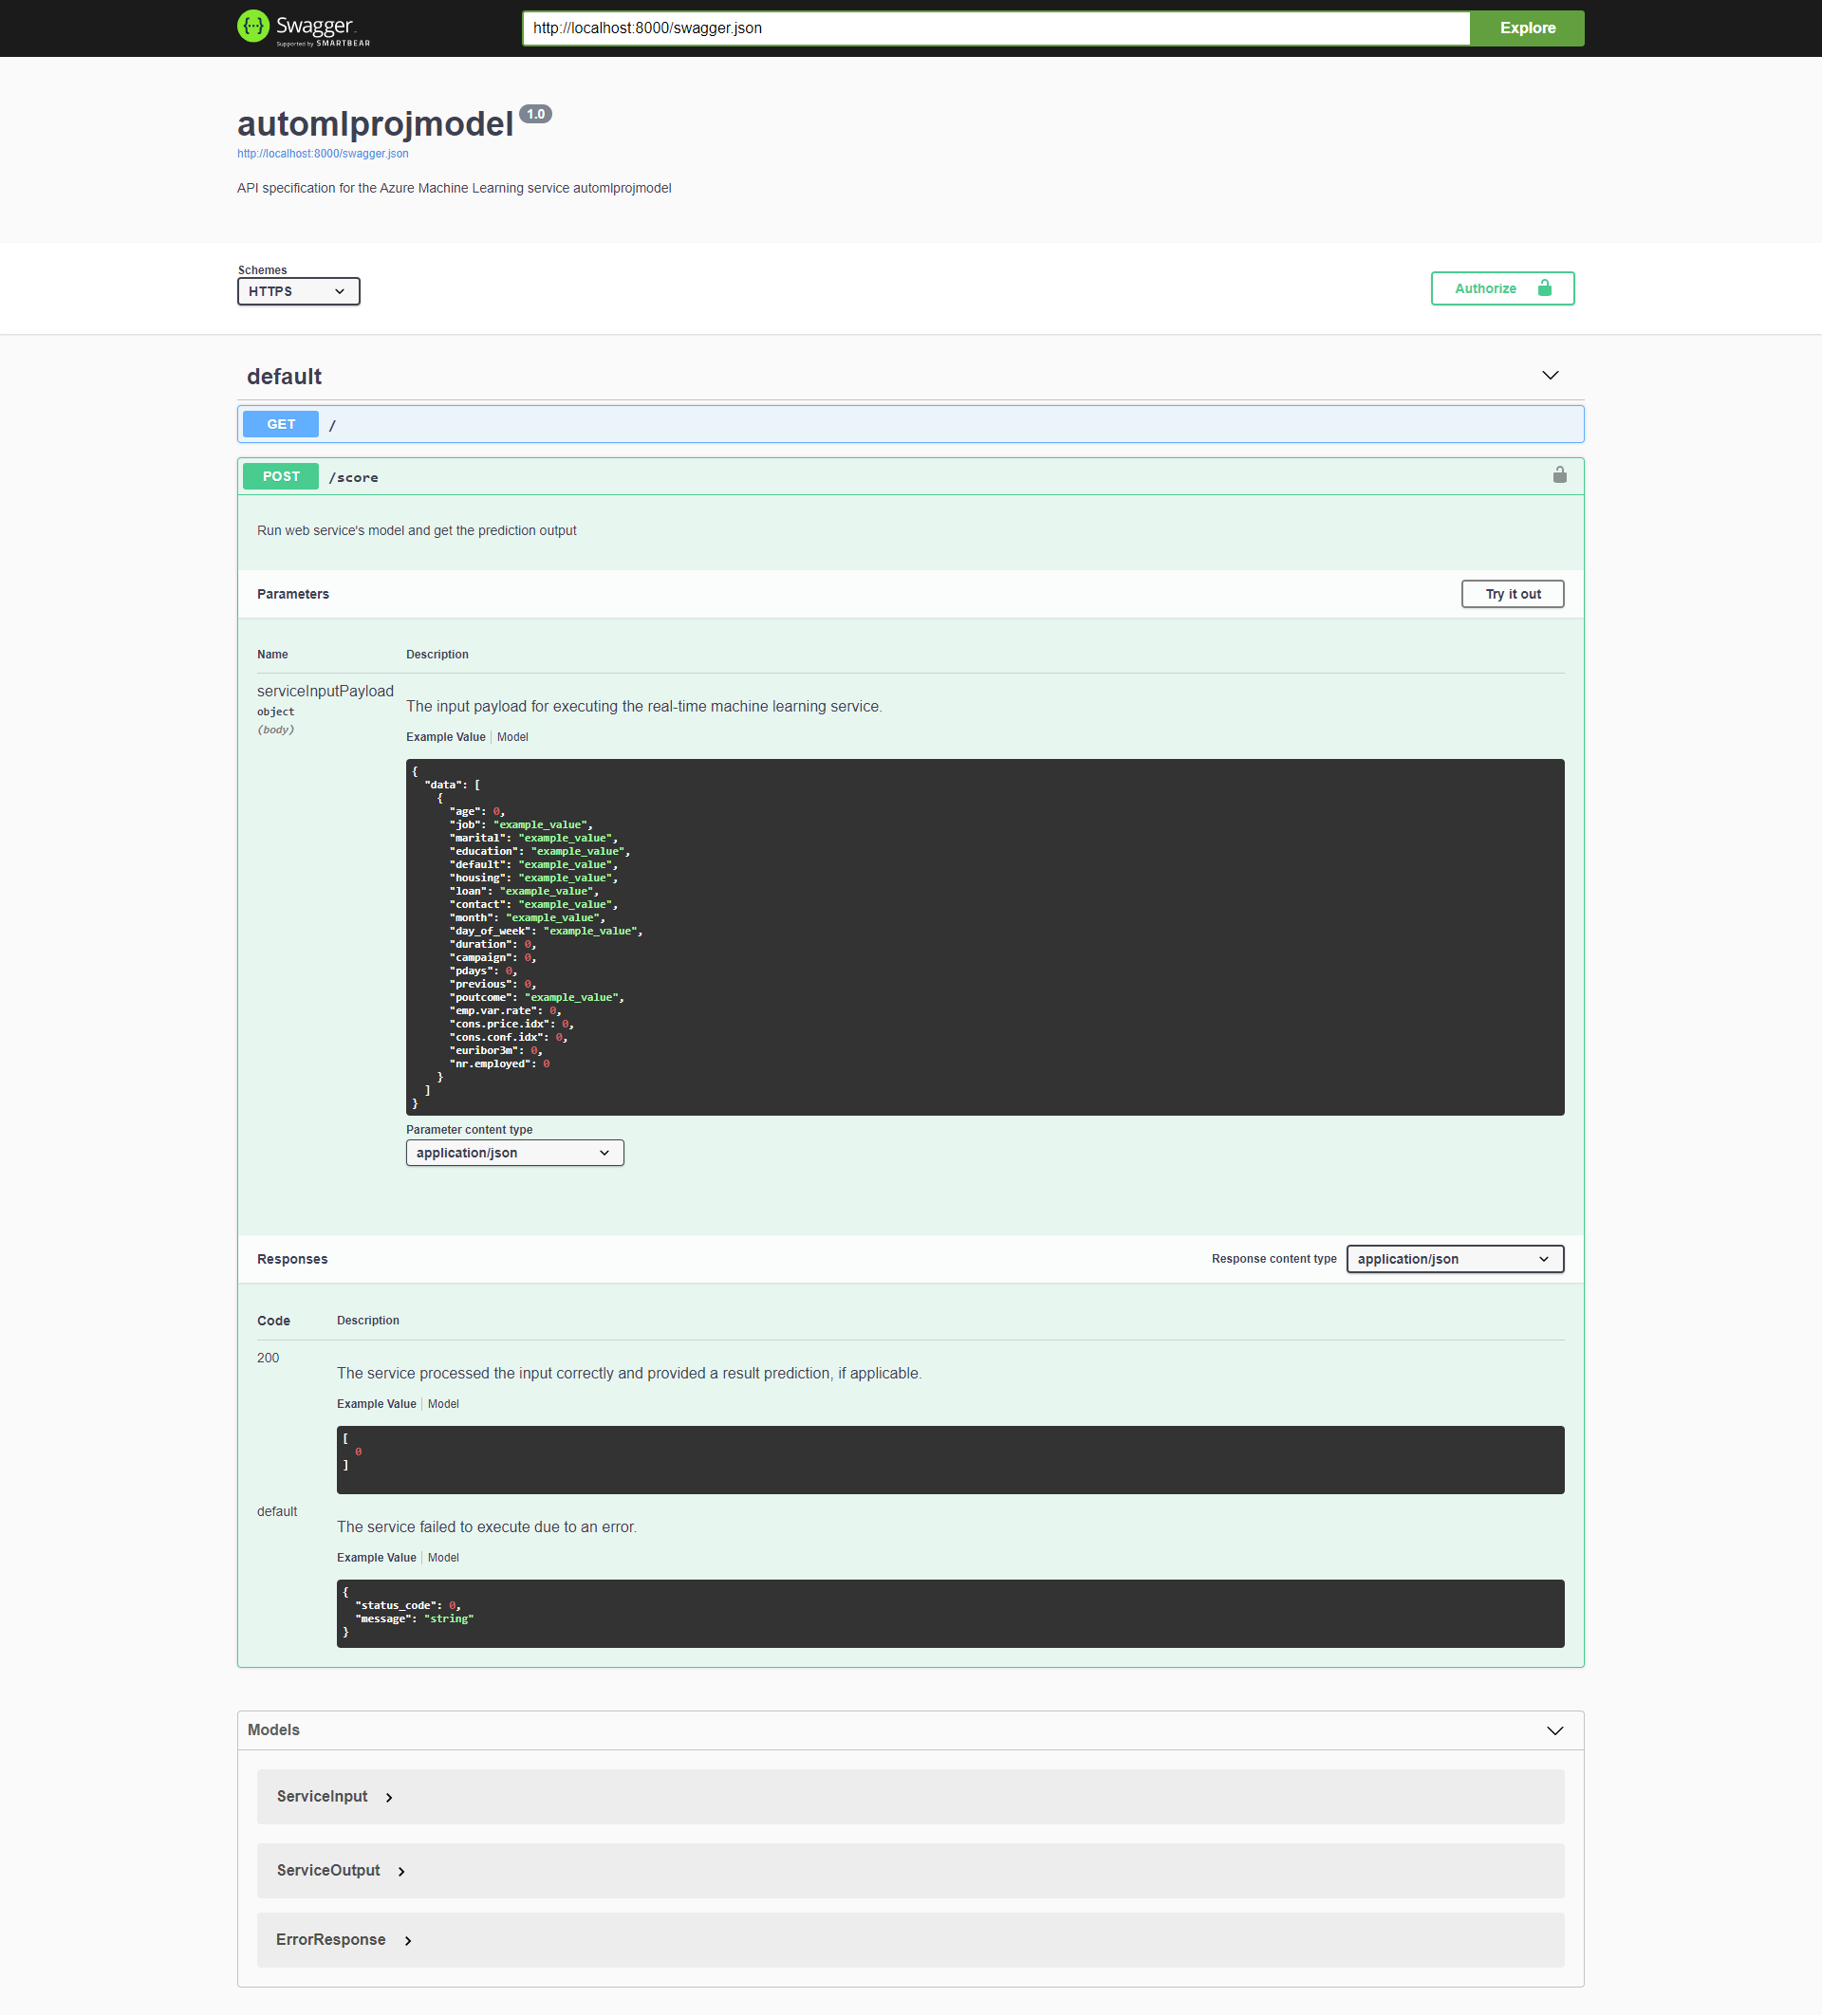 Swagger
Supported by SMARTBEAR
http://localhost:8000/swagger.json
Explore
automlprojmodel 1.0
http://localhost:8000/swagger.json
API specification for the Azure Machine Learning service automlprojmodel
Schemes
HTTPS
Authorize
default
GET /
POST /score
Run web service's model and get the prediction output
Parameters
Try it out
Name Description
serviceInputPayload
object
(body)
The input payload for executing the real-time machine learning service.
Example Value Model
{
"data": [
{
"age": 0,
"job": "example_value",
"marital": "example_value",
"education": "example_value",
"default": "example_value",
"housing": "example_value",
"loan": "example_value",
"contact": "example_value",
"month": "example_value",
"day_of_week": "example_value",
"duration": 0,
"campaign": 0,
"pdays": 0,
"previous": 0,
"poutcome": "example_value",
"emp.var.rate": 0,
"cons.price.idx": 0,
"cons.conf.idx": 0,
"euribor3m": 0,
"nr.employed": 0
}
]
}
Parameter content type
application/json
Responses
Response content type application/json
Code Description
200
The service processed the input correctly and provided a result prediction, if applicable.
Example Value Model
[
0
]
default
The service failed to execute due to an error.
Example Value Model
{
"status_code": 0,
"message": "string"
}
Models
ServiceInput
ServiceOutput
ErrorResponse